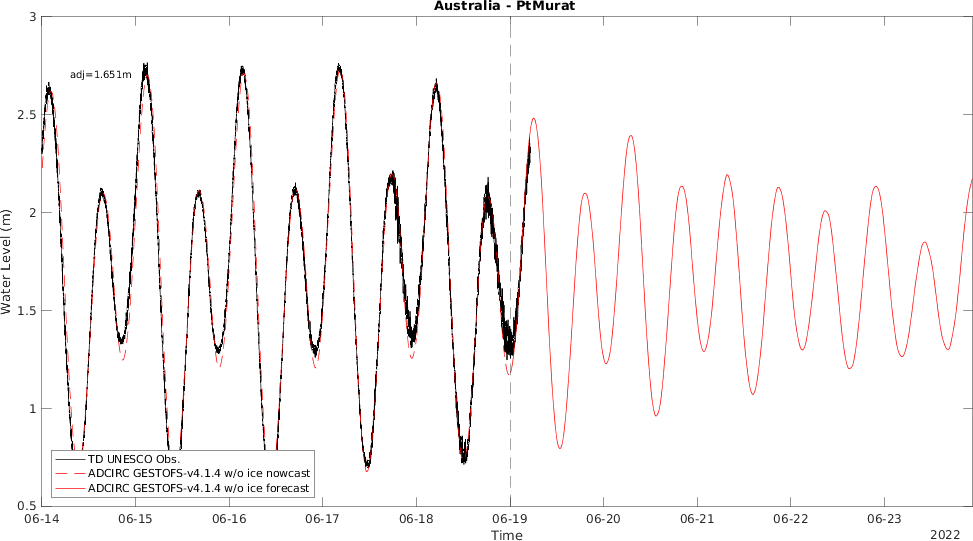 Australia - PtMurat
3
adj=1.651m
2.5
2
Water Level (m)
1.5
1
TD UNESCO Obs.
ADCIRC GESTOFS-v4.1.4 w/o ice nowcast
ADCIRC GESTOFS-v4.1.4 w/o ice forecast
0.5
06-14 06-15 06-16 06-17 06-18 06-19 06-20 06-21 06-22 06-23
Time
2022